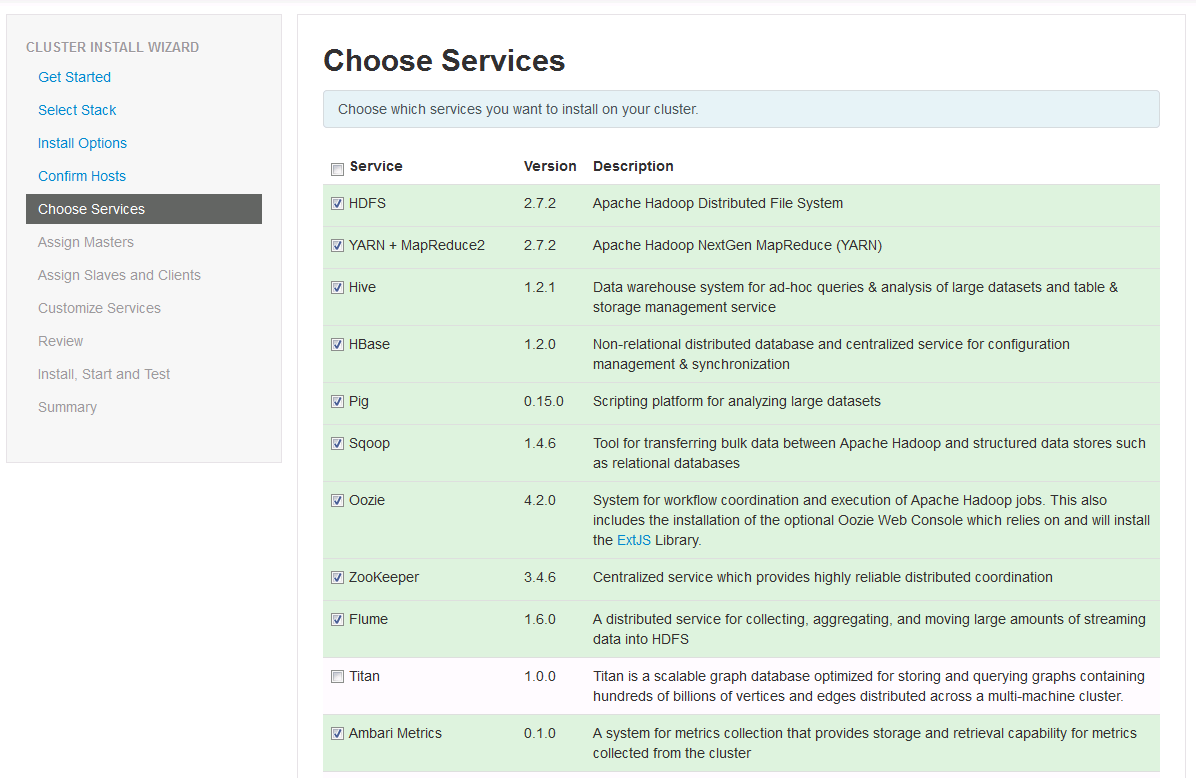 CLUSTER INSTALL WIZARD
Get Started
Select Stack
Install Options
Confirm Hosts
Choose Services
Assign Masters
Assign Slaves and Clients
Customize Services
Review
Install, Start and Test
Summary
Choose Services
Choose which services you want to install on your cluster.
Service Version Description
HDFS 2.7.2 Apache Hadoop Distributed File System
YARN + MapReduce2 2.7.2 Apache Hadoop NextGen MapReduce (YARN)
Hive 1.2.1 Data warehouse system for ad-hoc queries & analysis of large datasets and table &
storage management service
HBase 1.2.0 Non-relational distributed database and centralized service for configuration
management & synchronization
Pig 0.15.0 Scripting platform for analyzing large datasets
Sqoop 1.4.6 Tool for transferring bulk data between Apache Hadoop and structured data stores such
as relational databases
Oozie 4.2.0 System for workflow coordination and execution of Apache Hadoop jobs. This also
includes the installation of the optional Oozie Web Console which relies on and will install
the ExtJS Library.
ZooKeeper 3.4.6 Centralized service which provides highly reliable distributed coordination
Flume 1.6.0 A distributed service for collecting, aggregating, and moving large amounts of streaming
data into HDFS
Titan 1.0.0 Titan is a scalable graph database optimized for storing and querying graphs containing
hundreds of billions of vertices and edges distributed across a multi-machine cluster.
Ambari Metrics 0.1.0 A system for metrics collection that provides storage and retrieval capability for metrics
collected from the cluster